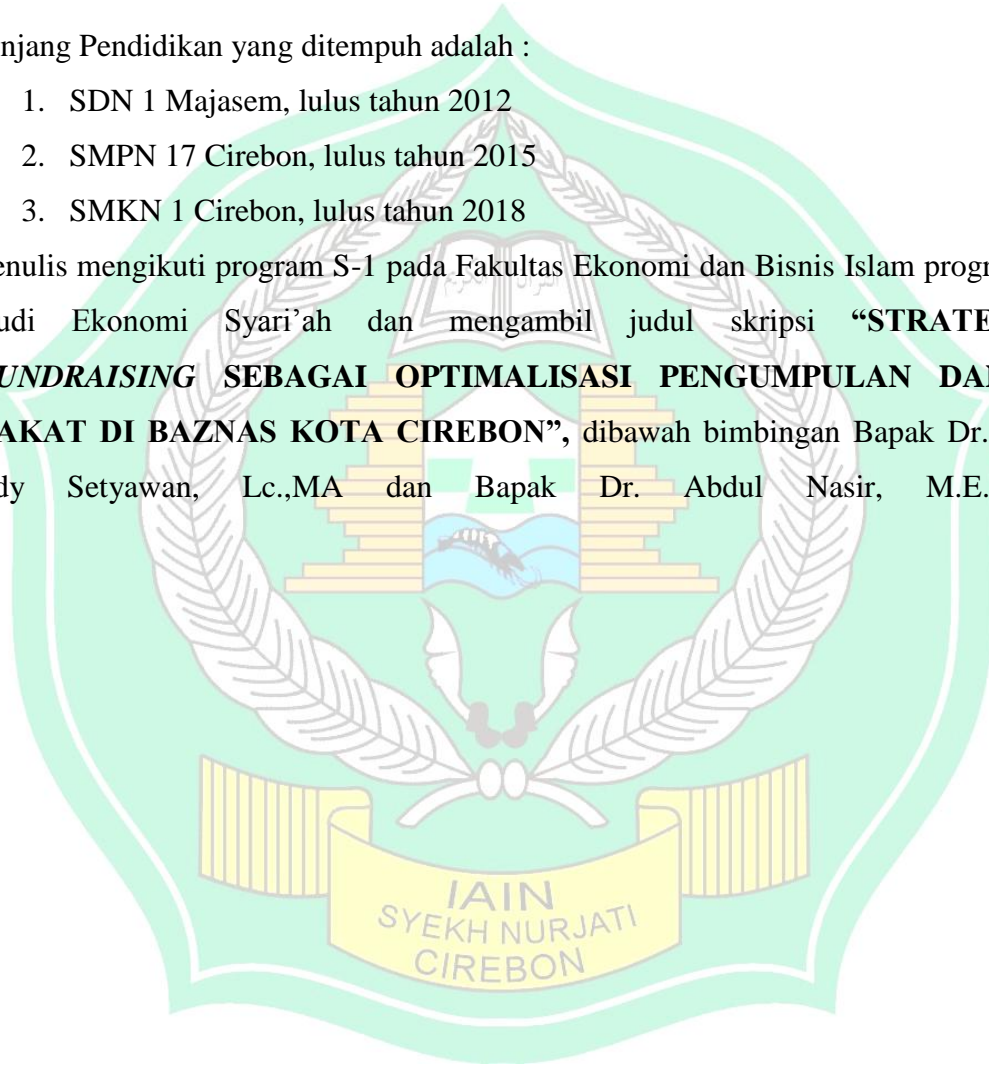 njang Pendidikan yang ditempuh adalah :
1. SDN 1 Majasem, lulus tahun 2012
2. SMPN 17 Cirebon, lulus tahun 2015
3. SMKN 1 Cirebon, lulus tahun 2018
enulis mengikuti program S-1 pada Fakultas Ekonomi dan Bisnis Islam progr
udi Ekonomi Syari’ah dan mengambil judul skripsi “STRATE
UNDRAISING SEBAGAI OPTIMALISASI PENGUMPULAN DA
AKAT DI BAZNAS KOTA CIREBON”, dibawah bimbingan Bapak Dr.
dy Setyawan, Lc.,MA dan Bapak Dr. Abdul Nasir, M.E.
IAIN
SYEKH NURJATI
CIREBON